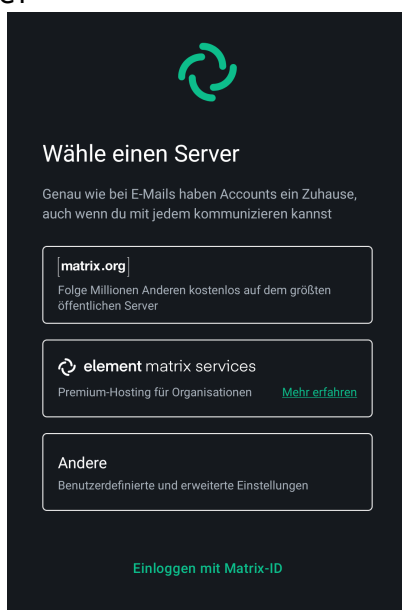 Wähle einen Server
Genau wie bei E-Mails haben Accounts ein Zuhause,
auch wenn du mit jedem kommunizieren kannst
[matrix.org]
Folge Millionen Anderen kostenlos auf dem größten
öffentlichen Server
element matrix services
Premium-Hosting für Organisationen Mehr erfahren
Andere
Benutzerdefinierte und erweiterte Einstellungen
Einloggen mit Matrix-ID